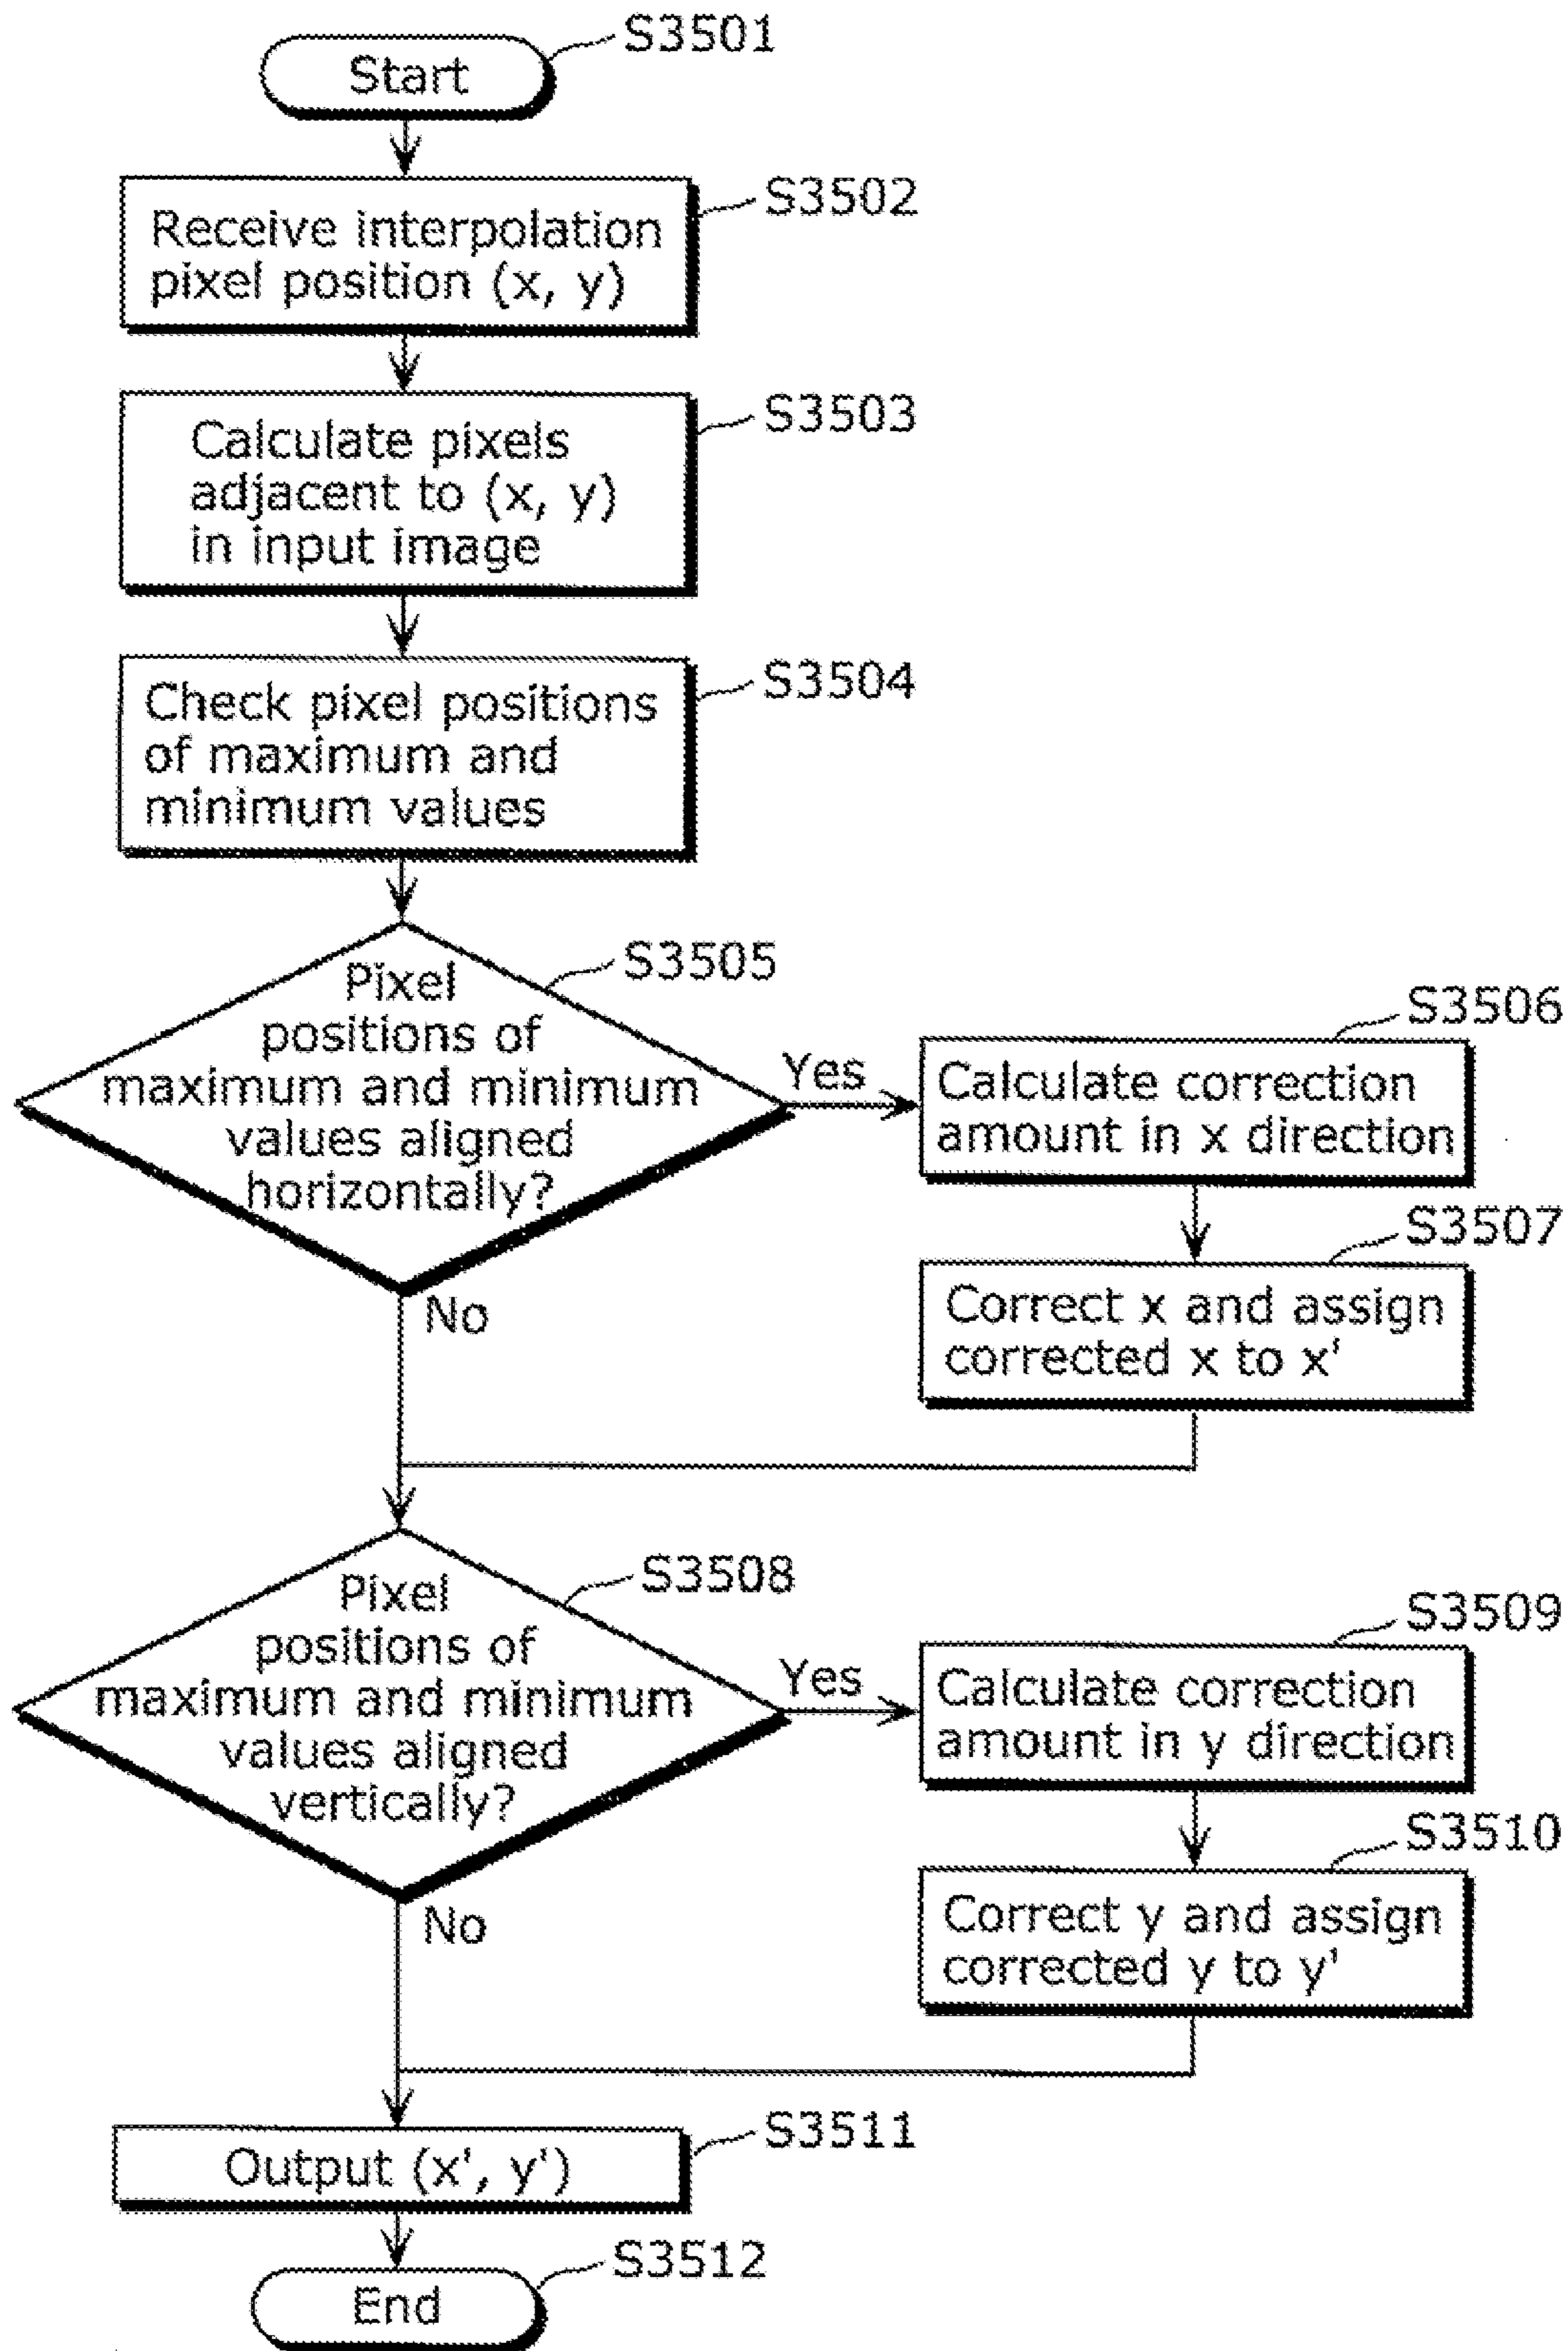 S3501
Start
S3502
Receive interpolation
pixel position (x, y)
S3503
Calculate pixels
adjacent to (x, y)
in input image
S3504
Check pixel positions
of maximum and
minimum values
S3505
Pixel
positions of
maximum and minimum
values aligned
horizontally?
Yes
No
S3506
Calculate correction
amount in x direction
S3507
Correct x and assign
corrected x to x'
S3508
Pixel
positions of
maximum and minimum
values aligned
vertically?
Yes
No
S3509
Calculate correction
amount in y direction
S3510
Correct y and assign
corrected y to y'
S3511
Output (x', y')
S3512
End